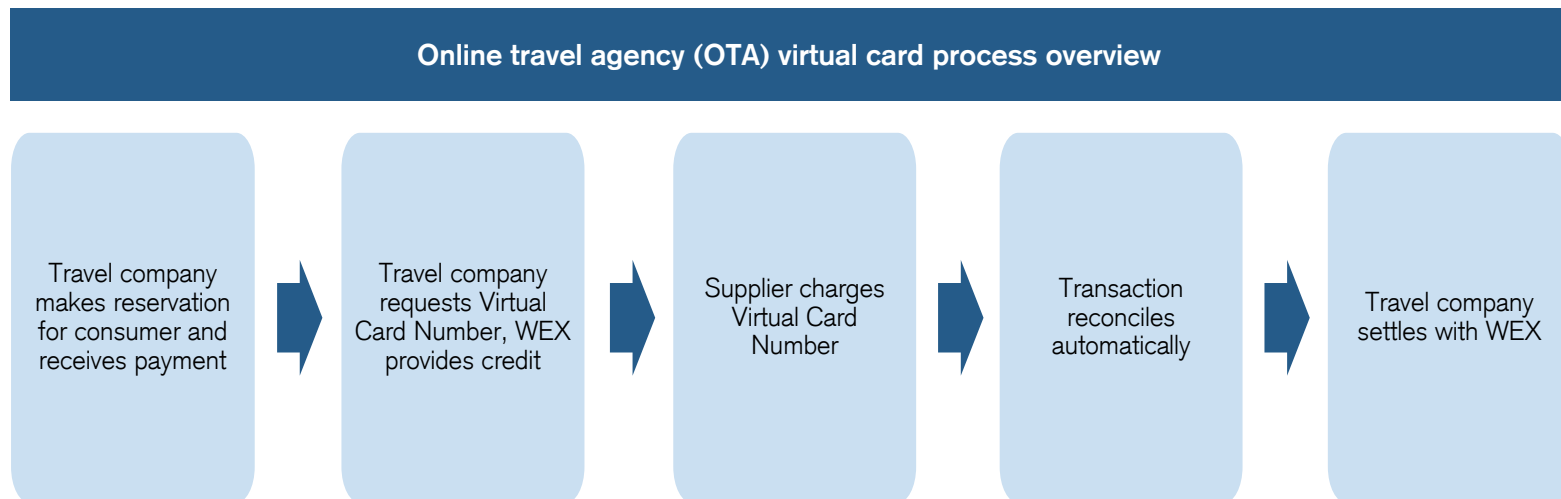 Online travel agency (OTA) virtual card process overview
Travel company
makes reservation
for consumer and
receives payment
Travel company
requests Virtual
Card Number, WEX
provides credit
Supplier charges
Virtual Card
Number
Transaction
reconciles
automatically
Travel company
settles with WEX